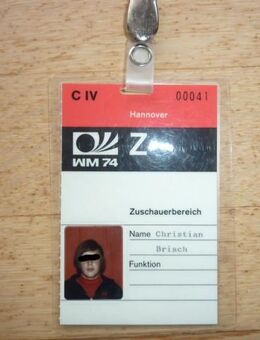 C IV 00041
Hannover
WM 74 Z
Zuschauerbereich
Name Christian
Brisch
Funktion